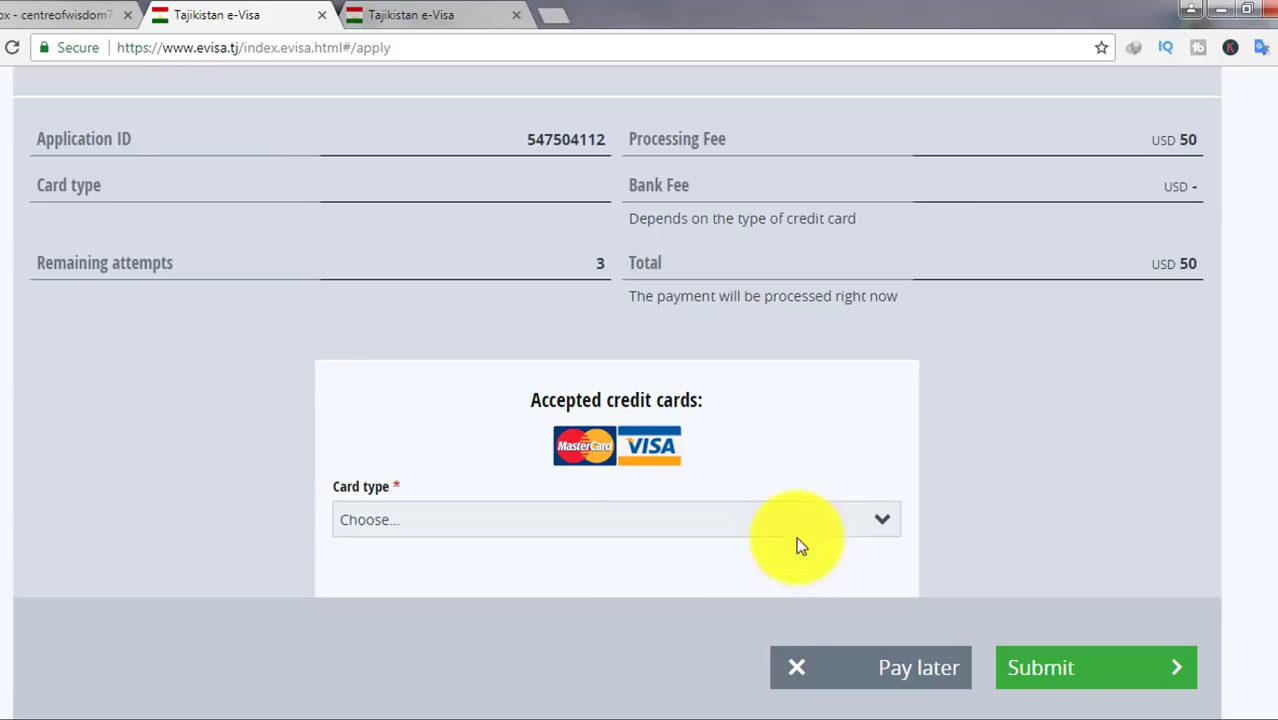 ox - centreofwisdom7
Tajikistan e-Visa
Tajikistan e-Visa
Secure
https://www.evisa.tj/index.evisa.html#/apply
IQ
tb
K
Application ID 547504112
Processing Fee USD 50
Card type
Bank Fee USD -
Depends on the type of credit card
Remaining attempts 3
Total USD 50
The payment will be processed right now
Accepted credit cards:
MasterCard VISA
Card type *
Choose...
Pay later
Submit